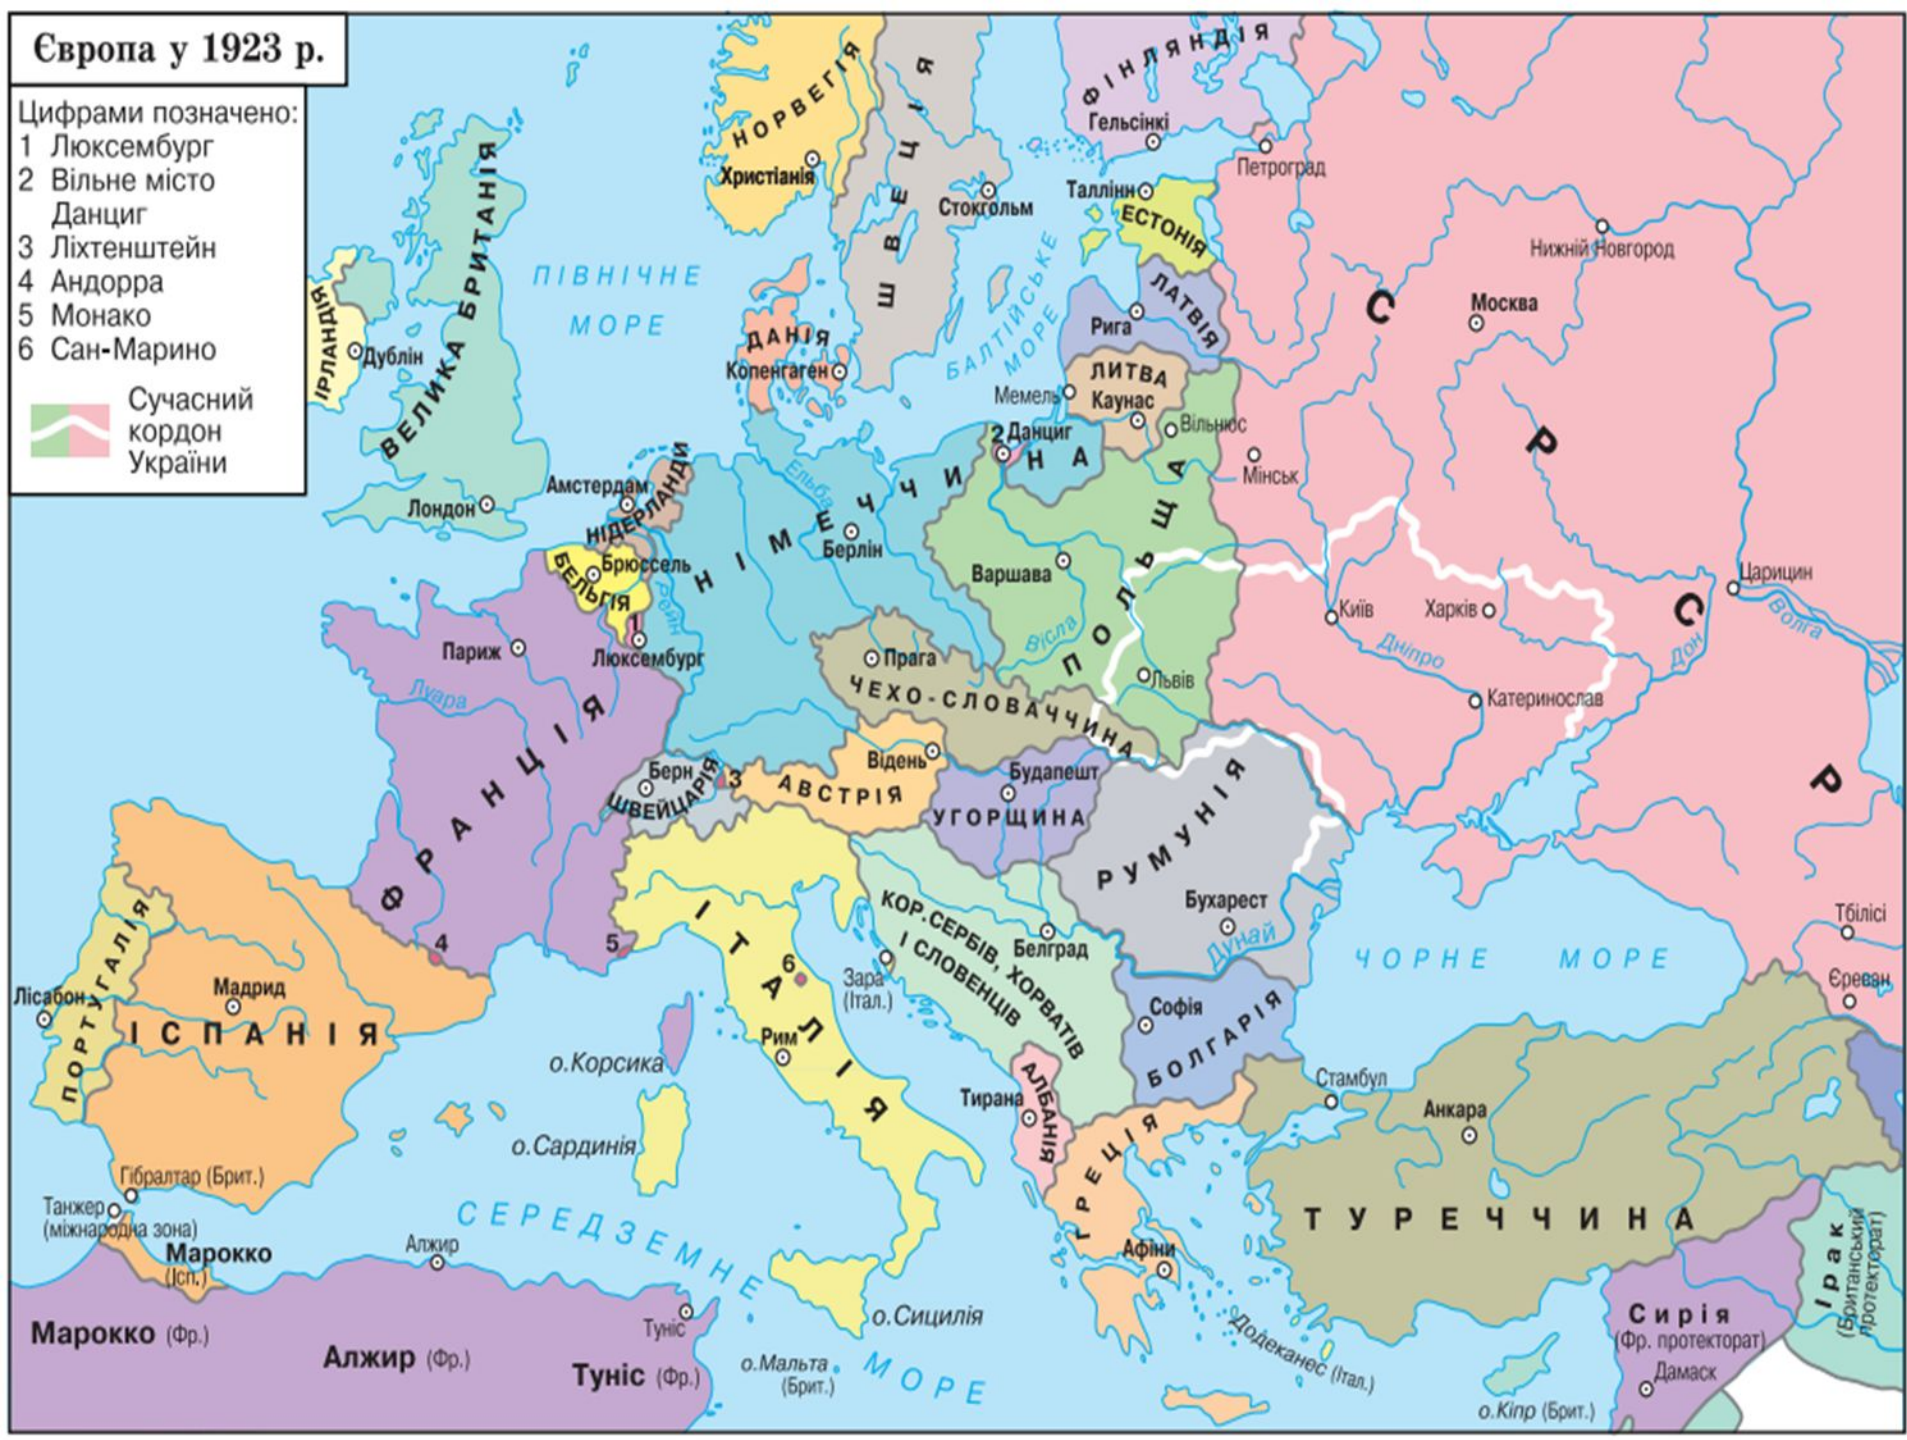 Європа у 1923 р.
Цифрами позначено:
1 Люксембург
2 Вільне місто
Данциг
3 Ліхтенштейн
4 Андорра
5 Монако
6 Сан-Марино
Сучасний
кордон
України
НОРВЕГІЯ
Христіанія
ШВЕЦІЯ
Стокгольм
ФІНЛЯНДІЯ
Гельсінкі
Петроград
Таллінн
ЕСТОНІЯ
ЛАТВІЯ
Рига
ЛИТВА
Каунас
Мемель
Вільнюс
Мінськ
Нижній Новгород
Москва
С Р С Р
ПІВНІЧНЕ
МОРЕ
БАЛТІЙСЬКЕ
МОРЕ
ВЕЛИКА БРИТАНІЯ
Лондон
ІРЛАНДІЯ
Дублін
ДАНІЯ
Копенгаген
2
Данциг
Амстердам
НІДЕРЛАНДИ
Брюссель
БЕЛЬГІЯ
1
Люксембург
Рейн
Ельба
НІМЕЧЧИНА
Берлін
Варшава
ПОЛЬЩА
Вісла
Львів
Київ
Харків
Дніпро
Катеринослав
Дон
Царицин
Волга
Париж
Луара
ФРАНЦІЯ
Прага
ЧЕХО-СЛОВАЧЧИНА
Берн
ШВЕЙЦАРІЯ
3
АВСТРІЯ
Відень
Будапешт
УГОРЩИНА
РУМУНІЯ
Бухарест
Дунай
ЧОРНЕ МОРЕ
Тбілісі
Єреван
ПОРТУГАЛІЯ
Лісабон
Мадрид
ІСПАНІЯ
4
5
6
ІТАЛІЯ
Рим
Зара
(Італ.)
КОР.СЕРБІВ, ХОРВАТІВ
І СЛОВЕНЦІВ
Белград
Софія
БОЛГАРІЯ
о.Корсика
о.Сардинія
Тирана
АЛБАНІЯ
ГРЕЦІЯ
Афіни
Стамбул
Анкара
ТУРЕЧЧИНА
Гібралтар (Брит.)
Танжер
(міжнародна зона)
Марокко
(Ісп.)
Алжир
СЕРЕДЗЕМНЕ
МОРЕ
Марокко (Фр.)
Алжир (Фр.)
Туніс
Туніс (Фр.)
о.Сицилія
о.Мальта
(Брит.)
Додеканес (Італ.)
о.Кіпр (Брит.)
Сирія
(Фр. протекторат)
Дамаск
Ірак
(Британський
протекторат)